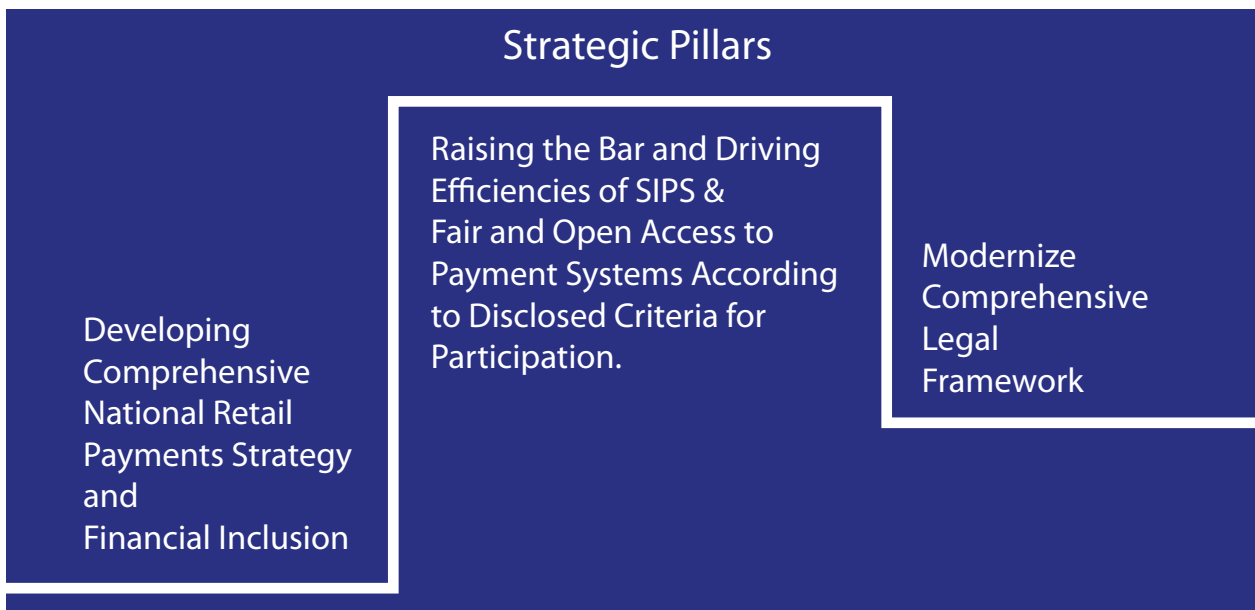 Strategic Pillars
Developing
Comprehensive
National Retail
Payments Strategy
and
Financial Inclusion
Raising the Bar and Driving
Efficiencies of SIPS &
Fair and Open Access to
Payment Systems According
to Disclosed Criteria for
Participation.
Modernize
Comprehensive
Legal
Framework